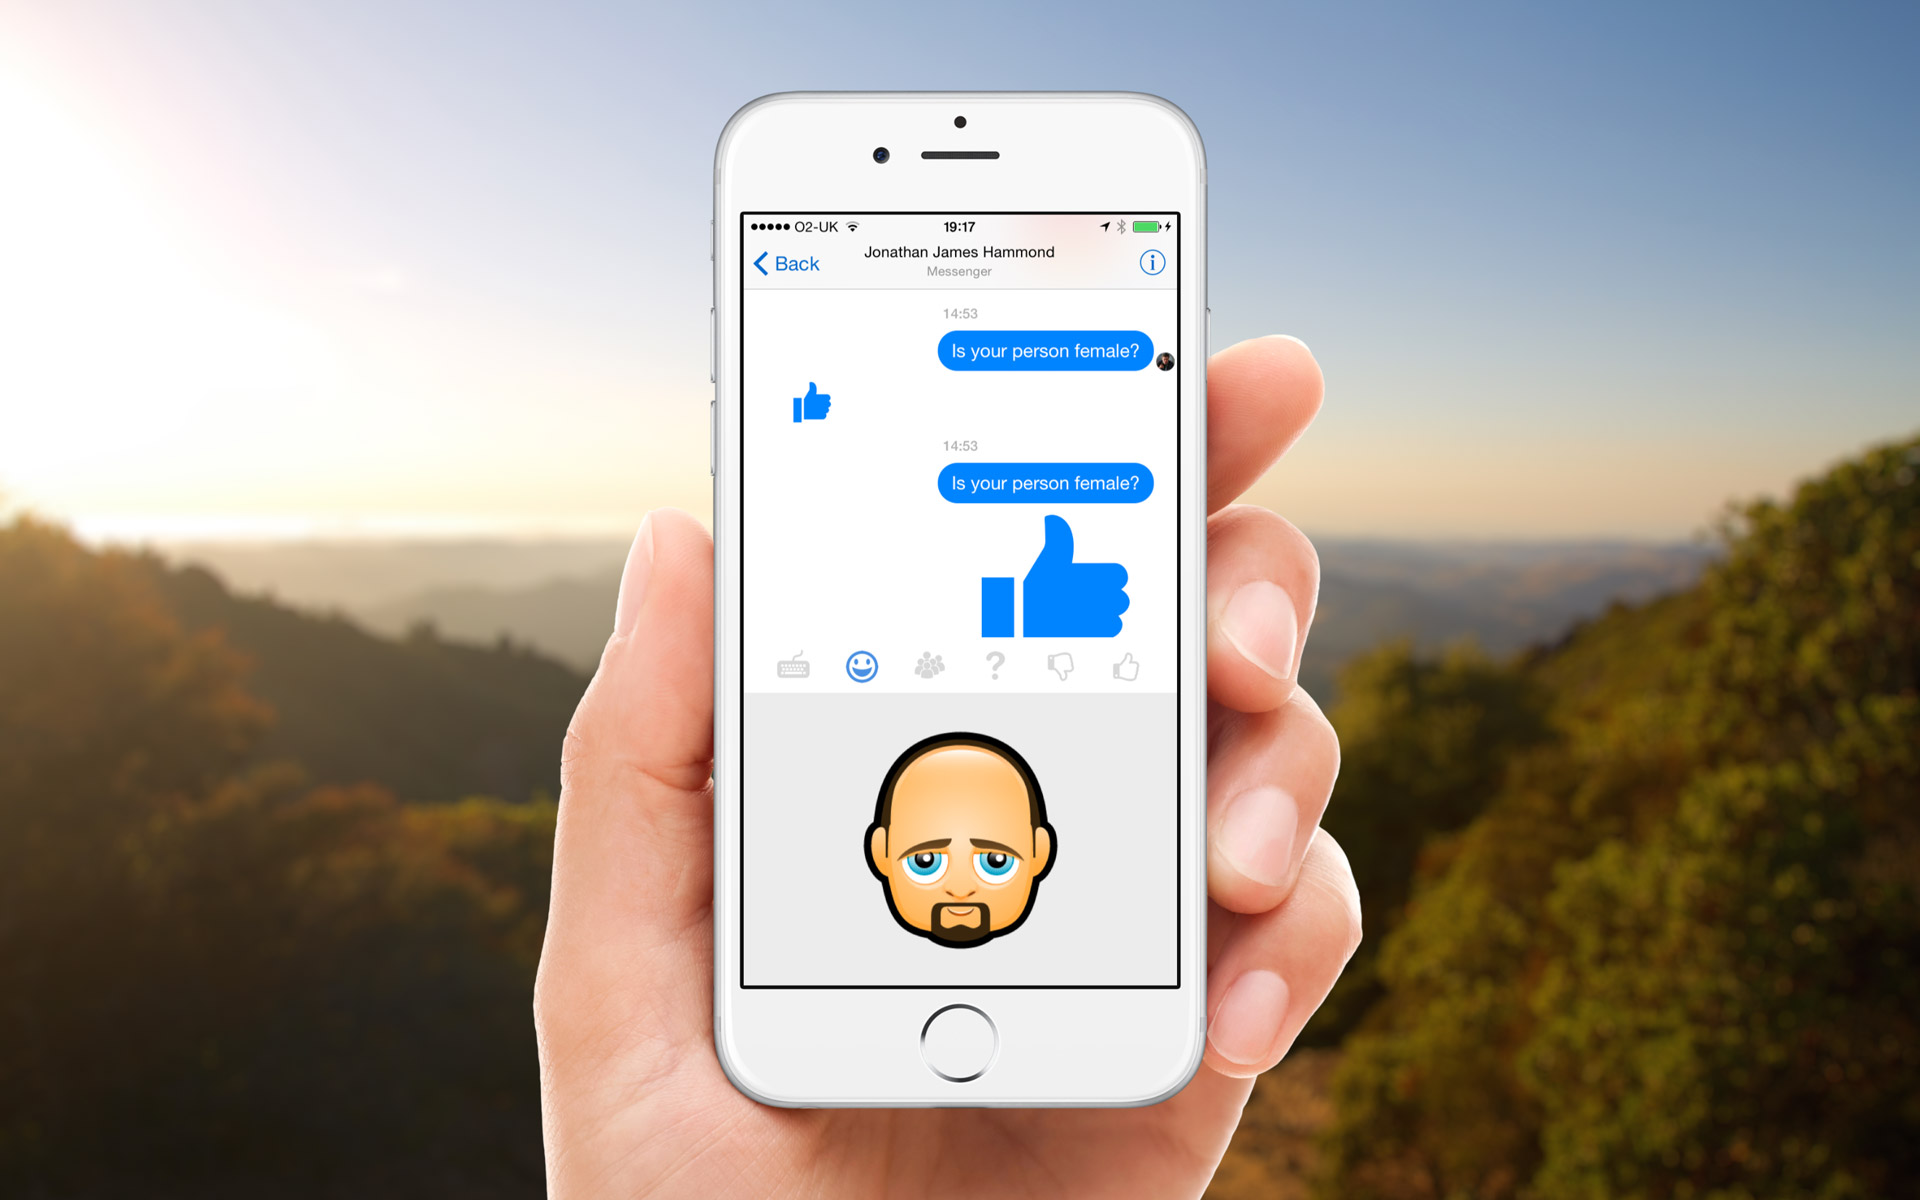 O2-UK
19:17
Back
Jonathan James Hammond
Messenger
14:53
Is your person female?
14:53
Is your person female?
?